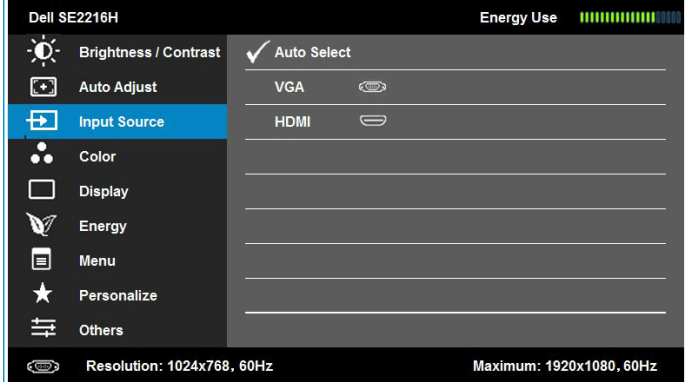 Dell SE2216H Energy Use
Brightness / Contrast Auto Select
Auto Adjust VGA
Input Source HDMI
Color
Display
Energy
Menu
Personalize
Others
Resolution: 1024x768, 60Hz Maximum: 1920x1080, 60Hz